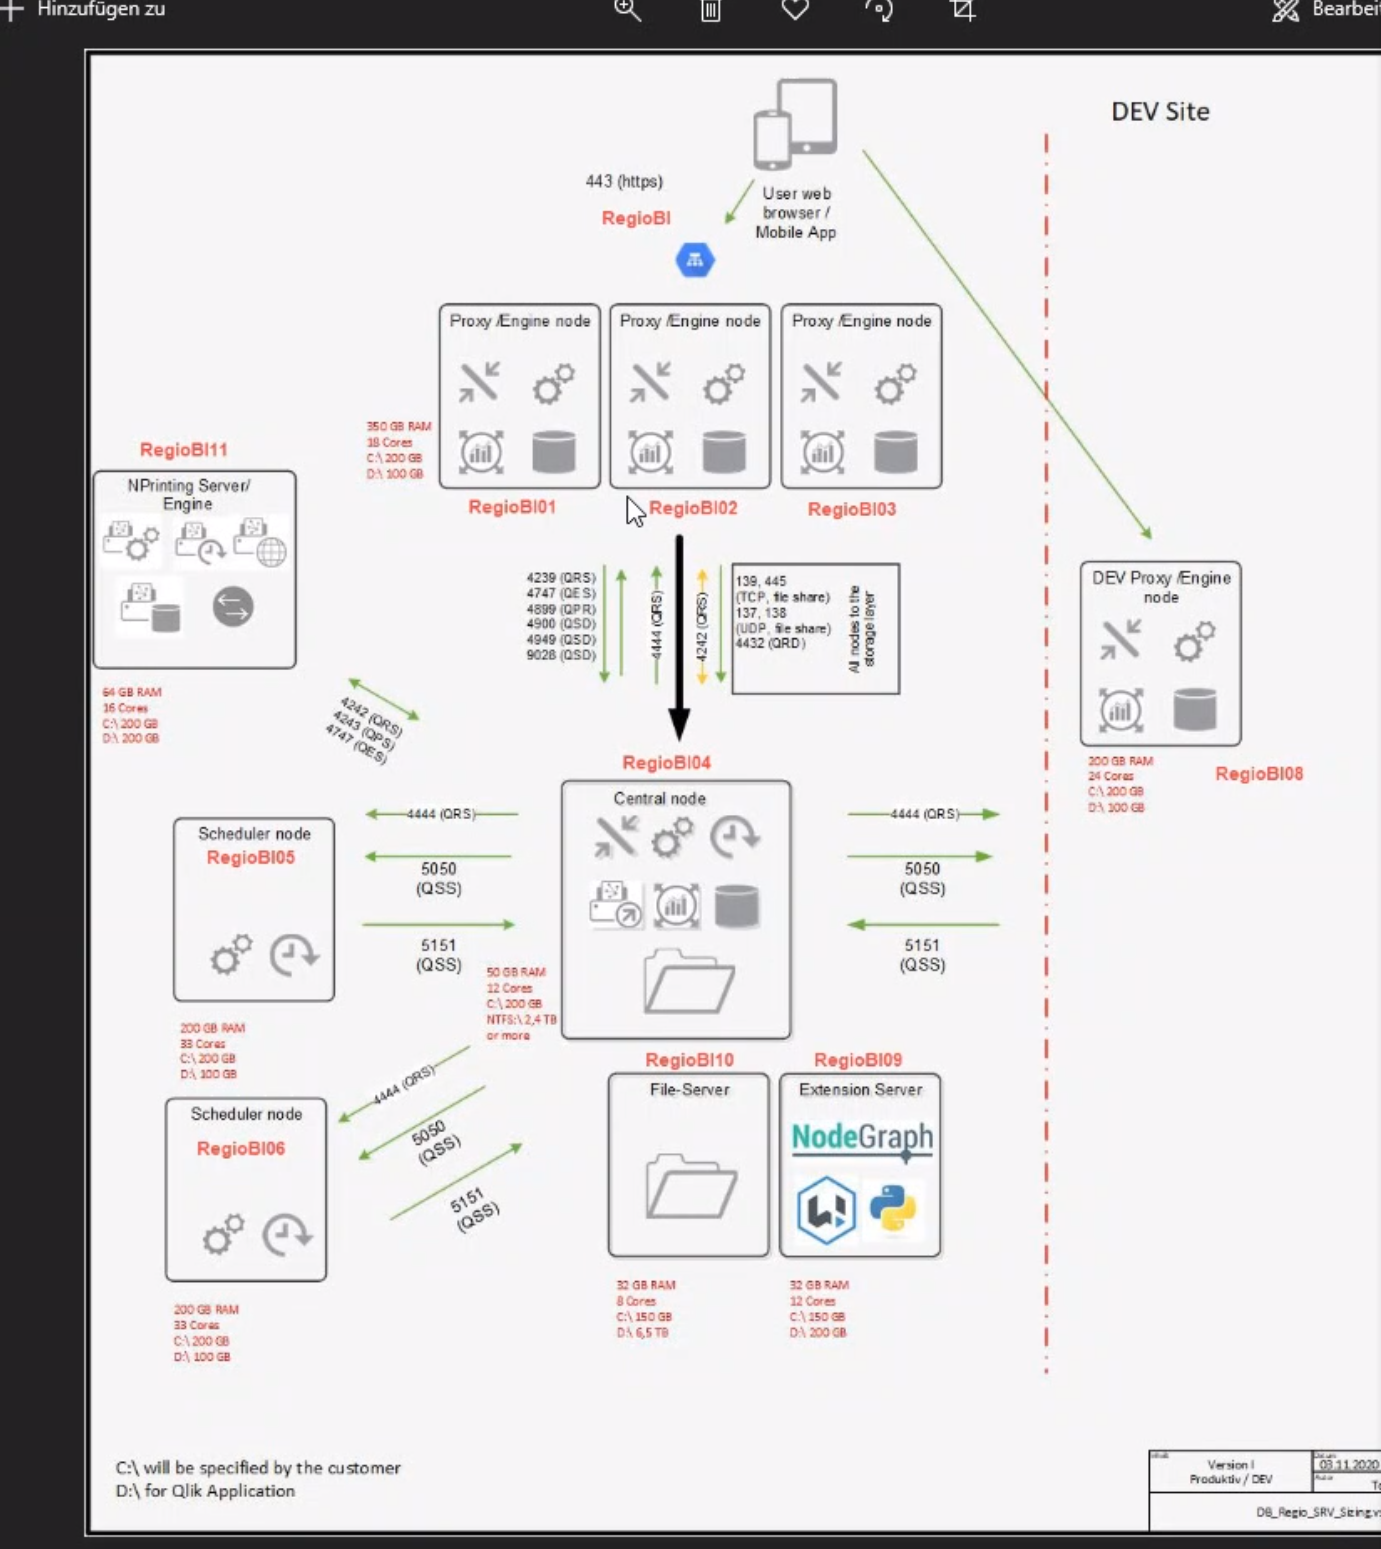 Hinzufügen zu
Bearbei
DEV Site
443 (https)
RegioBI
User web
browser /
Mobile App
Proxy /Engine node
Proxy /Engine node
Proxy /Engine node
350 GB RAM
18 Cores
C:\ 200 GB
D:\ 100 GB
RegioBI01
RegioBI02
RegioBI03
RegioBI11
NPrinting Server/
Engine
64 GB RAM
16 Cores
C:\ 200 GB
D:\ 200 GB
4239 (QRS)
4747 (QES)
4899 (QPR)
4900 (QSD)
4949 (QSD)
9028 (QSD)
4444 (QRS)
4242 (QRS)
139, 445
(TCP, file share)
137, 138
(UDP, file share)
4432 (QRD)
All nodes to the
storage layer
DEV Proxy /Engine
node
200 GB RAM
24 Cores
C:\ 200 GB
D:\ 100 GB
RegioBI08
4242 (QRS)
4243 (QPS)
4747 (QES)
RegioBI04
Central node
4444 (QRS)
5050
(QSS)
5151
(QSS)
4444 (QRS)
5050
(QSS)
5151
(QSS)
Scheduler node
RegioBI05
200 GB RAM
33 Cores
C:\ 200 GB
D:\ 100 GB
50 GB RAM
12 Cores
C:\ 200 GB
NTFS:\ 2,4 TB
or more
4444 (QRS)
5050
(QSS)
5151
(QSS)
Scheduler node
RegioBI06
200 GB RAM
33 Cores
C:\ 200 GB
D:\ 100 GB
RegioBI10
File-Server
32 GB RAM
8 Cores
C:\ 150 GB
D:\ 6,5 TB
RegioBI09
Extension Server
NodeGraph
32 GB RAM
12 Cores
C:\ 150 GB
D:\ 200 GB
C:\ will be specified by the customer
D:\ for Qlik Application
Version I
Produktiv / DEV
Datum
03.11.2020
Autor
DB_Regio_SRV_Sizing.vs